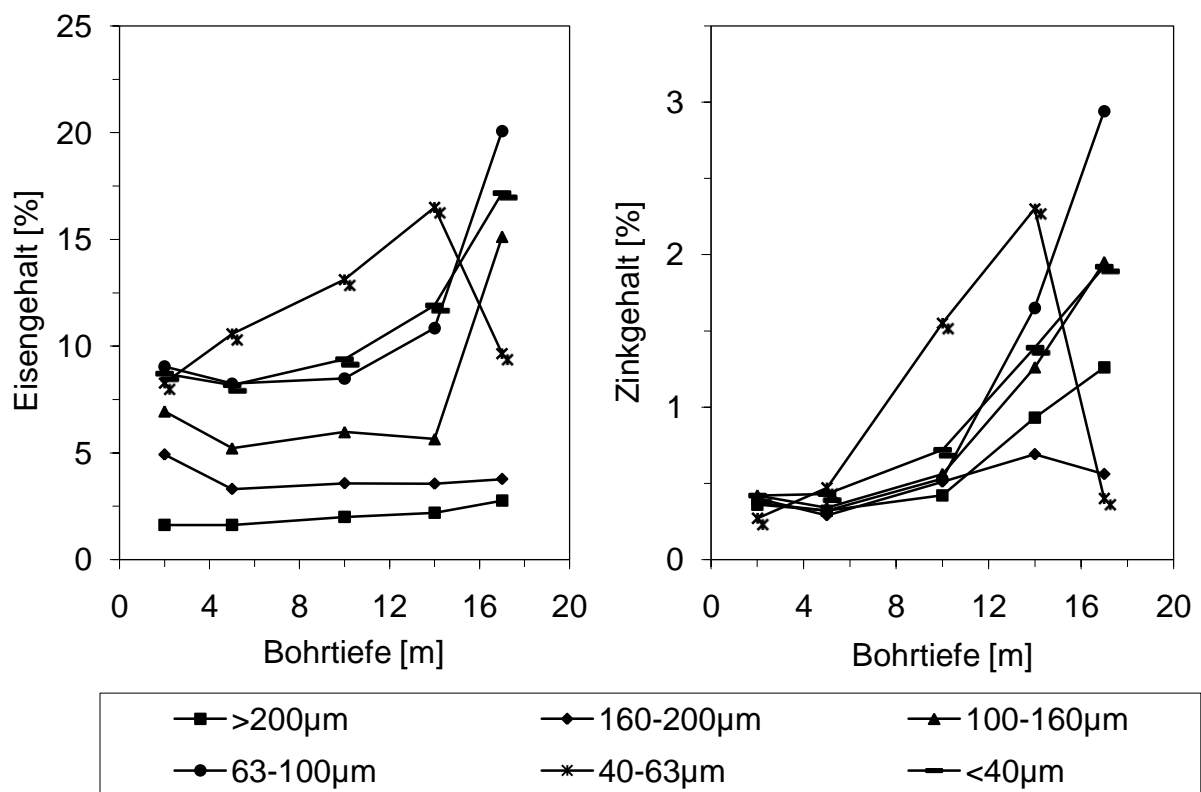 25
20
15
10
5
0
Eisengehalt [%]
0 4 8 12 16 20
Bohrtiefe [m]
3
2
1
0
Zinkgehalt [%]
0 4 8 12 16 20
Bohrtiefe [m]
>200µm 160-200µm 100-160µm
63-100µm 40-63µm <40µm